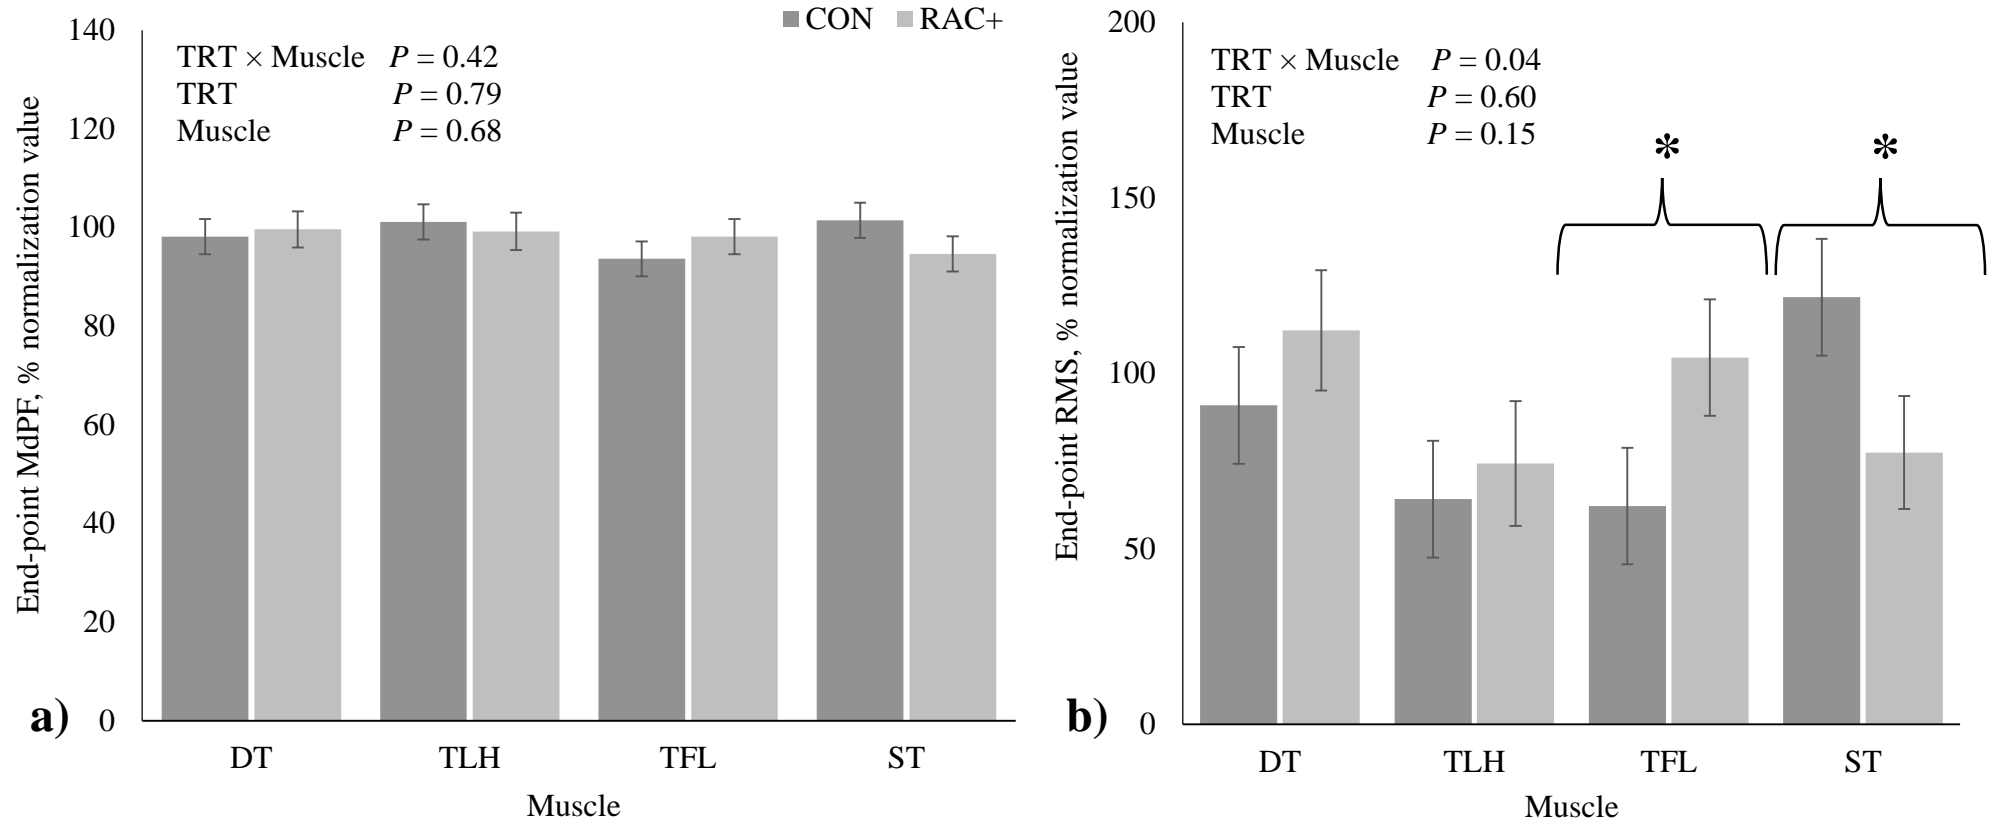 CON RAC+
End-point MdPF, % normalization value
140
120
100
80
60
40
20
0
TRT × Muscle P = 0.42
TRT P = 0.79
Muscle P = 0.68
a)
DT TLH TFL ST
Muscle
End-point RMS, % normalization value
200
150
100
50
0
TRT × Muscle P = 0.04
TRT P = 0.60
Muscle P = 0.15
* *
b)
DT TLH TFL ST
Muscle